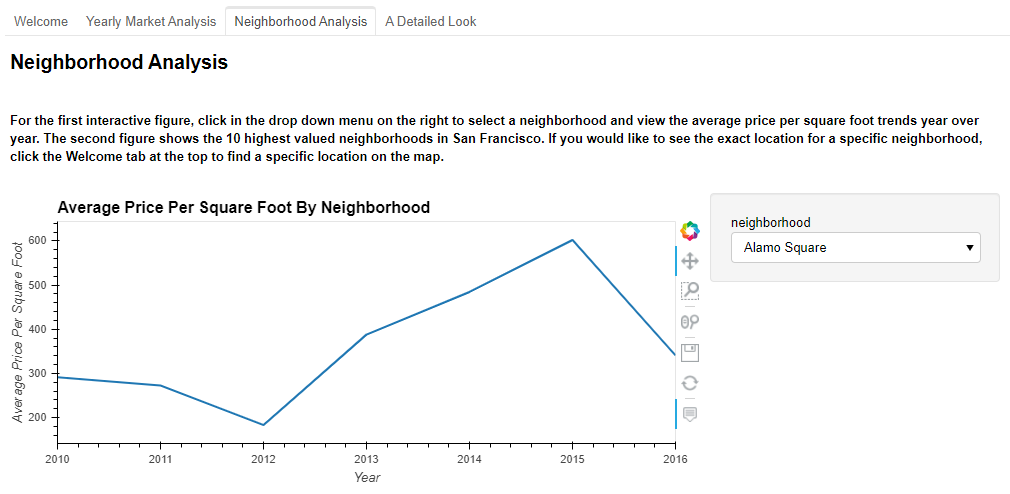 Welcome Yearly Market Analysis Neighborhood Analysis A Detailed Look
Neighborhood Analysis
For the first interactive figure, click in the drop down menu on the right to select a neighborhood and view the average price per square foot trends year over
year. The second figure shows the 10 highest valued neighborhoods in San Francisco. If you would like to see the exact location for a specific neighborhood,
click the Welcome tab at the top to find a specific location on the map.
Average Price Per Square Foot By Neighborhood
Average Price Per Square Foot
600
500
400
300
200
2010 2011 2012 2013 2014 2015 2016
Year
neighborhood
Alamo Square